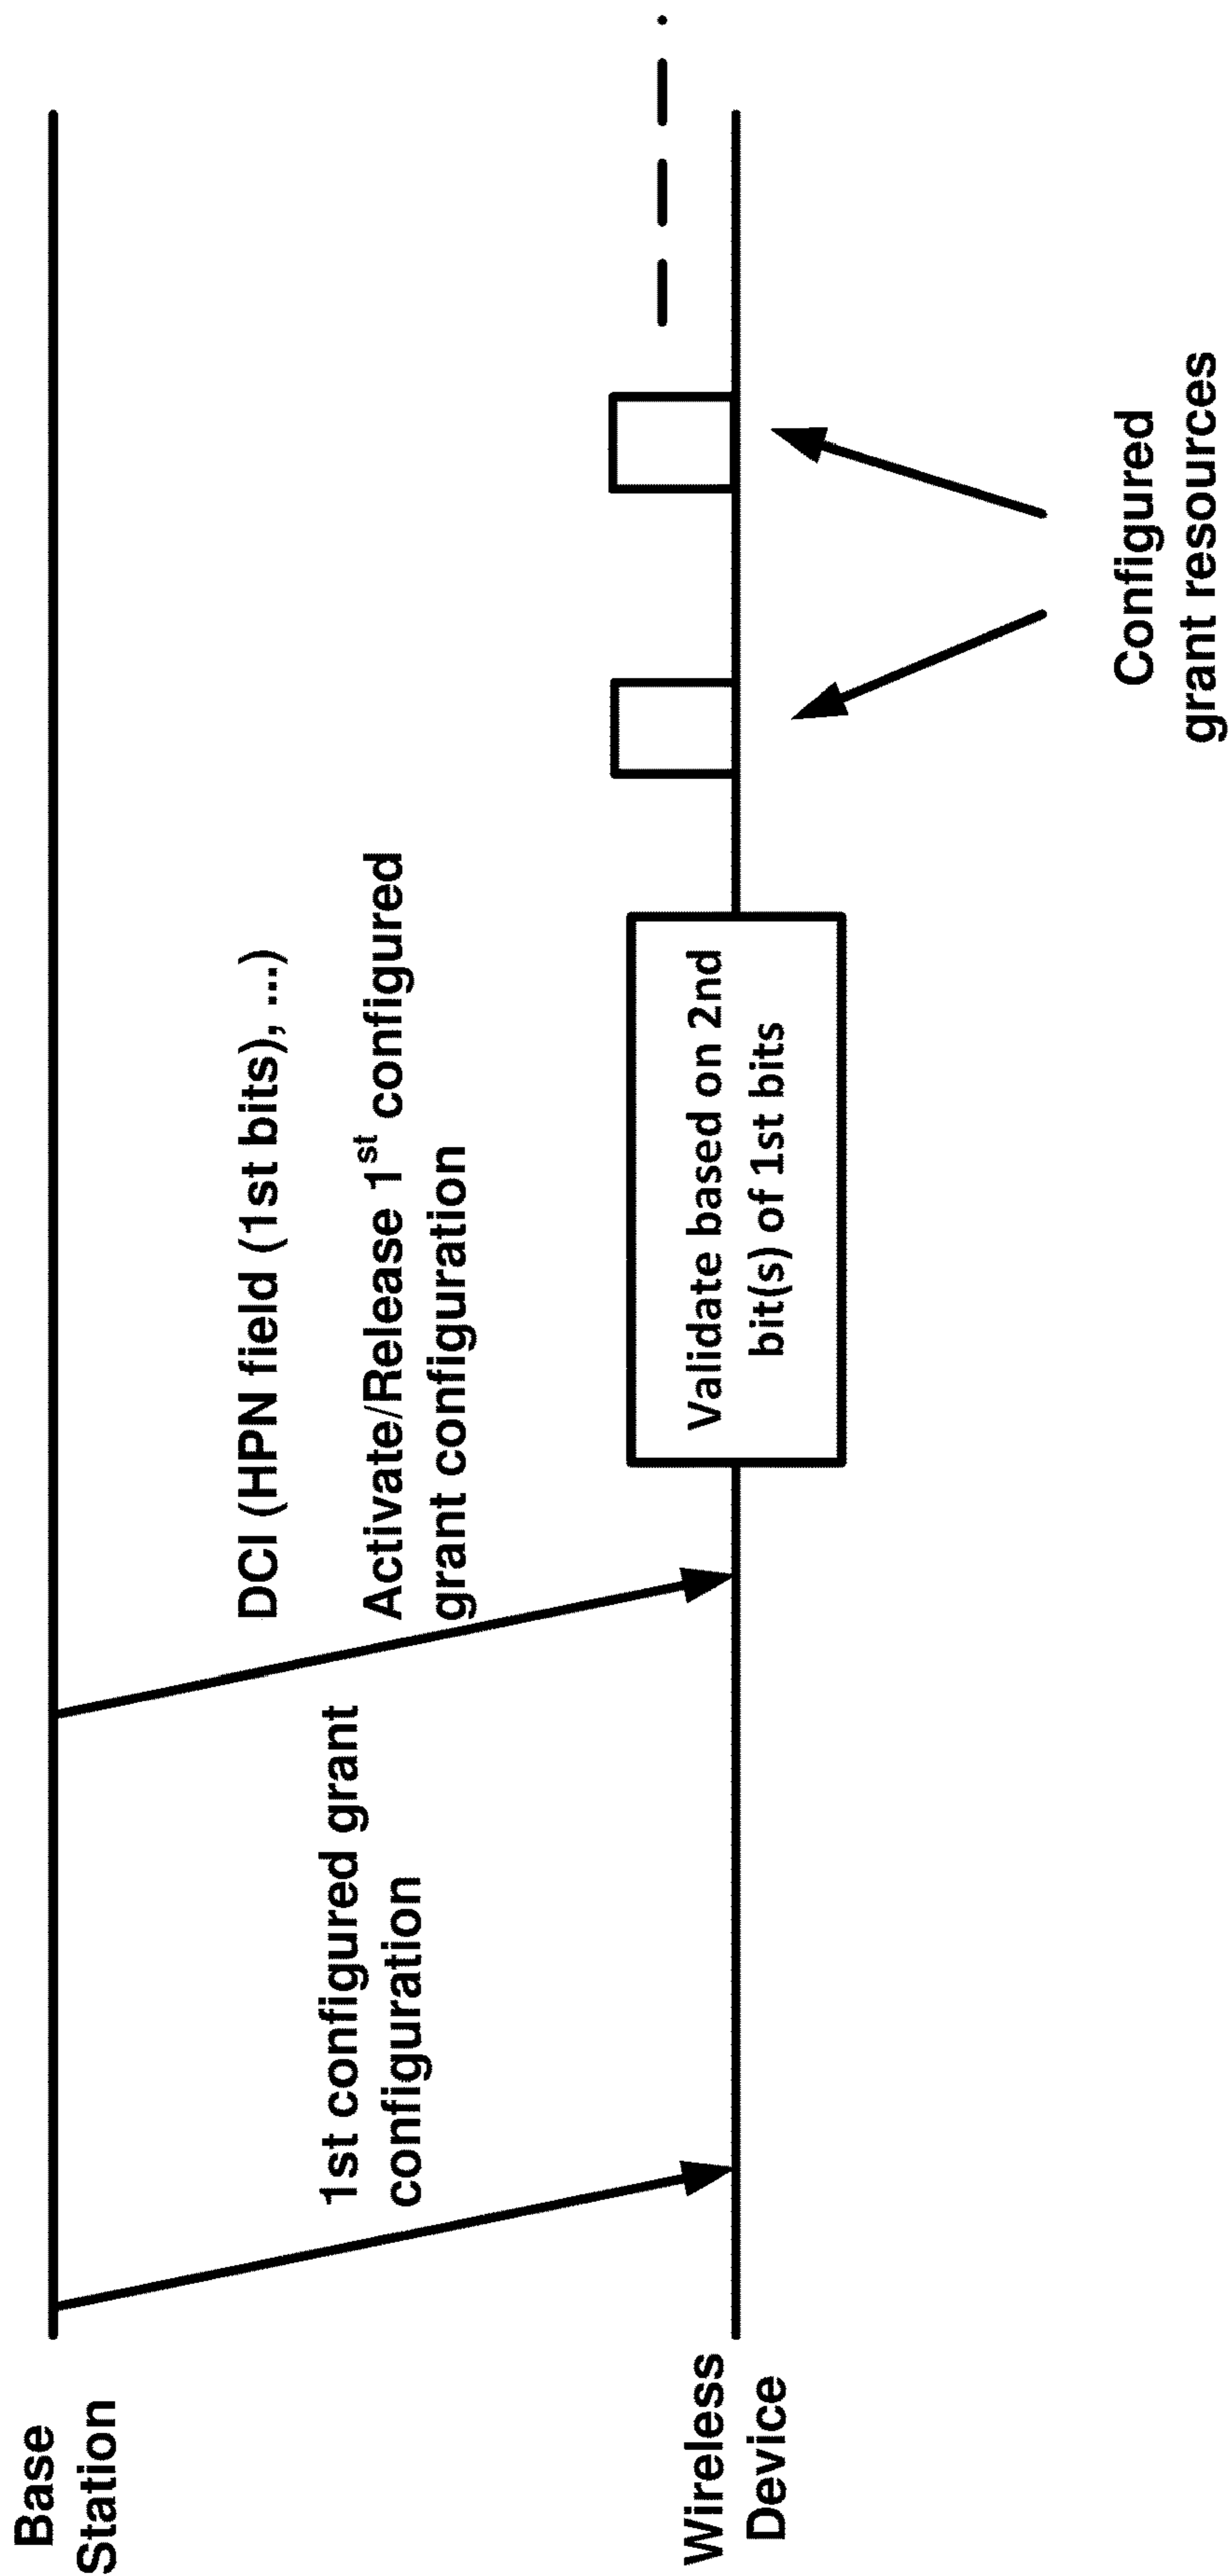 Base
Station
1st configured grant
configuration
DCI (HPN field (1st bits), ...)
Activate/Release 1st configured
grant configuration
Wireless
Device
Validate based on 2nd
bit(s) of 1st bits
Configured
grant resources